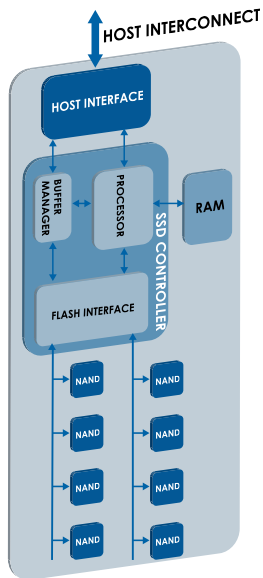 HOST INTERCONNECT
HOST INTERFACE
BUFFER
MANAGER
PROCESSOR
SSD CONTROLLER
RAM
FLASH INTERFACE
NAND
NAND
NAND
NAND
NAND
NAND
NAND
NAND